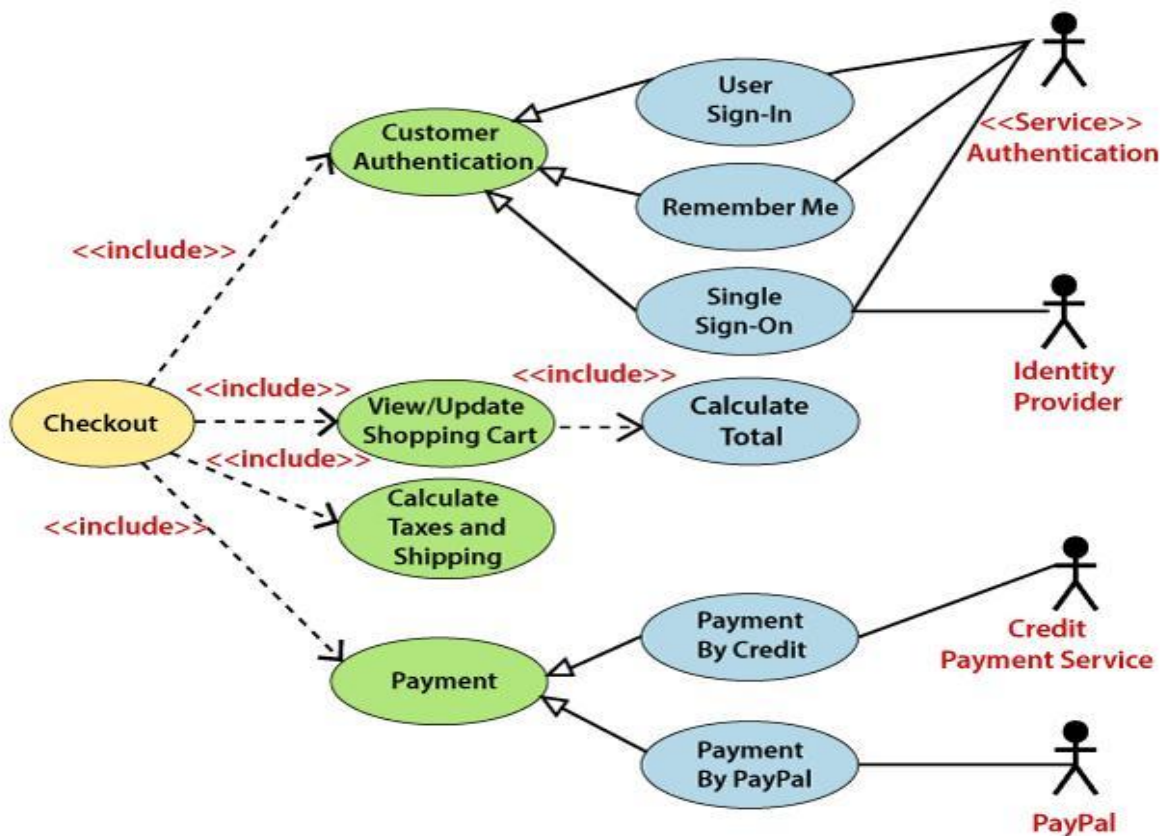 User
Sign-In
<<Service>>
Authentication
Customer
Authentication
Remember Me
<<include>>
Single
Sign-On
Identity
Provider
<<include>>
<<include>>
Checkout
View/Update
Shopping Cart
Calculate
Total
<<include>>
Calculate
Taxes and
Shipping
<<include>>
Payment
By Credit
Credit
Payment Service
Payment
Payment
By PayPal
PayPal